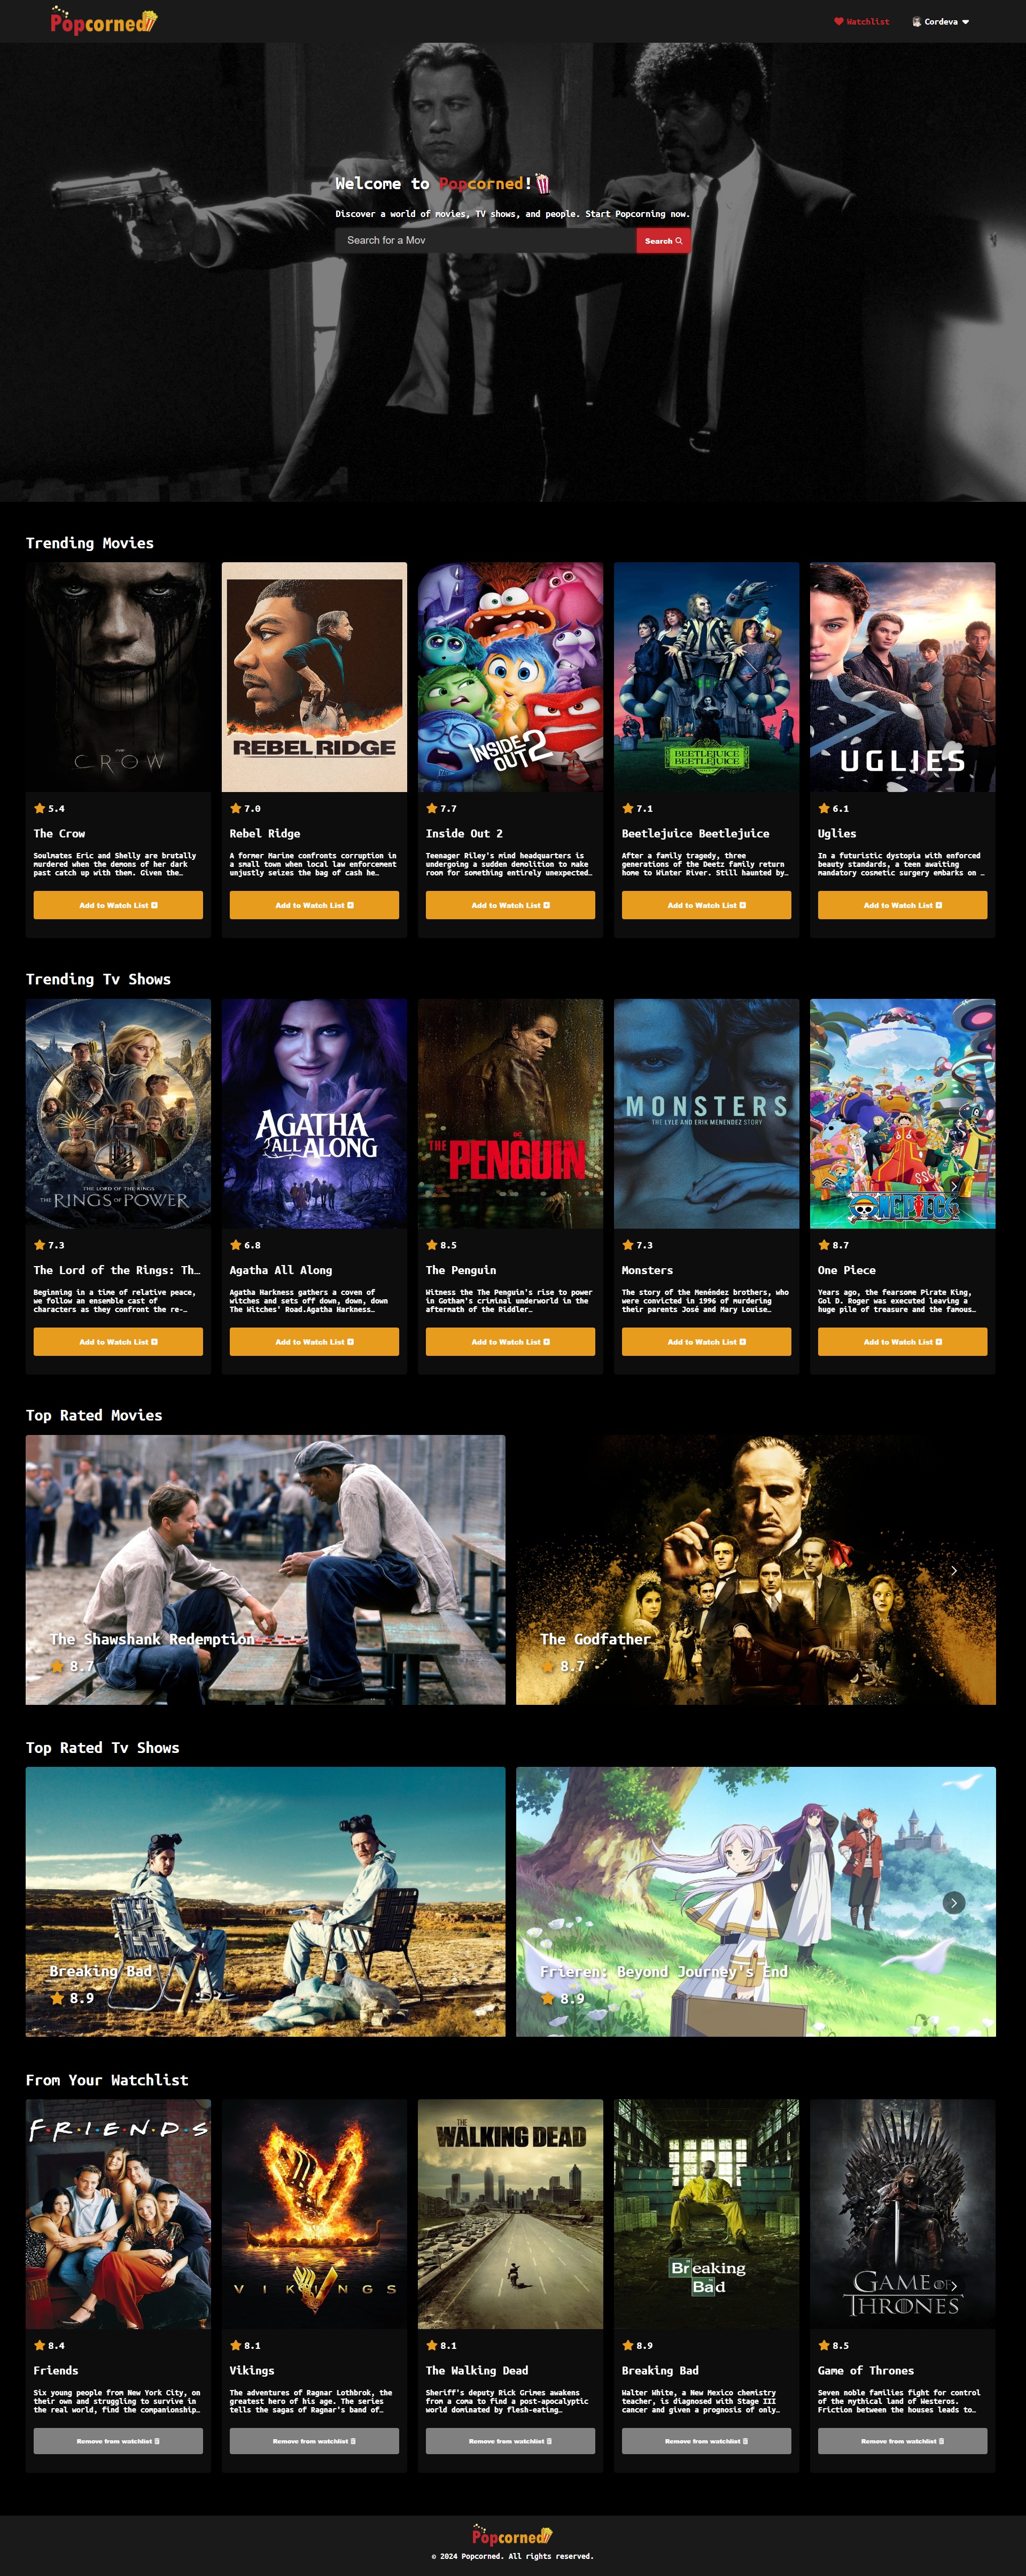 Popcorned
Watchlist
Cordeva
Welcome to Popcorned!
Discover a world of movies, TV shows, and people. Start Popcorning now.
Search for a Mov
Search
Trending Movies
CROW
REBEL RIDGE
INSIDE OUT 2
BEETLEJUICE
BEETLEJUICE
UGLIES
5.4
7.0
7.7
7.1
6.1
The Crow
Rebel Ridge
Inside Out 2
Beetlejuice Beetlejuice
Uglies
Soulmates Eric and Shelly are brutally
murdered when the demons of her dark
past catch up with them. Given the…
A former Marine confronts corruption in
a small town when local law enforcement
unjustly seizes the bag of cash he…
Teenager Riley's mind headquarters is
undergoing a sudden demolition to make
room for something entirely unexpected…
After a family tragedy, three
generations of the Deetz family return
home to Winter River. Still haunted by…
In a futuristic dystopia with enforced
beauty standards, a teen awaiting
mandatory cosmetic surgery embarks on …
Add to Watch List
Add to Watch List
Add to Watch List
Add to Watch List
Add to Watch List
Trending Tv Shows
THE LORD OF THE RINGS
THE RINGS OF POWER
AGATHA
ALL ALONG
DC
THE PENGUIN
MONSTERS
THE LYLE AND ERIK MENENDEZ STORY
ONE PIECE
7.3
6.8
8.5
7.3
8.7
The Lord of the Rings: Th…
Agatha All Along
The Penguin
Monsters
One Piece
Beginning in a time of relative peace,
we follow an ensemble cast of
characters as they confront the re-…
Agatha Harkness gathers a coven of
witches and sets off down, down, down
The Witches' Road.Agatha Harkness…
Witness the The Penguin's rise to power
in Gotham's criminal underworld in the
aftermath of the Riddler…
The story of the Menéndez brothers, who
were convicted in 1996 of murdering
their parents José and Mary Louise…
Years ago, the fearsome Pirate King,
Gol D. Roger was executed leaving a
huge pile of treasure and the famous…
Add to Watch List
Add to Watch List
Add to Watch List
Add to Watch List
Add to Watch List
Top Rated Movies
The Shawshank Redemption
8.7
The Godfather
8.7
Top Rated Tv Shows
Breaking Bad
8.9
Frieren: Beyond Journey's End
8.9
From Your Watchlist
F·R·I·E·N·D·S
VIKINGS
THE
WALKING DEAD
Breaking
Bad
GAME OF
THRONES
8.4
8.1
8.1
8.9
8.5
Friends
Vikings
The Walking Dead
Breaking Bad
Game of Thrones
Six young people from New York City, on
their own and struggling to survive in
the real world, find the companionship…
The adventures of Ragnar Lothbrok, the
greatest hero of his age. The series
tells the sagas of Ragnar's band of…
Sheriff's deputy Rick Grimes awakens
from a coma to find a post-apocalyptic
world dominated by flesh-eating…
Walter White, a New Mexico chemistry
teacher, is diagnosed with Stage III
cancer and given a prognosis of only…
Seven noble families fight for control
of the mythical land of Westeros.
Friction between the houses leads to…
Remove from watchlist
Remove from watchlist
Remove from watchlist
Remove from watchlist
Remove from watchlist
Popcorned
© 2024 Popcorned. All rights reserved.